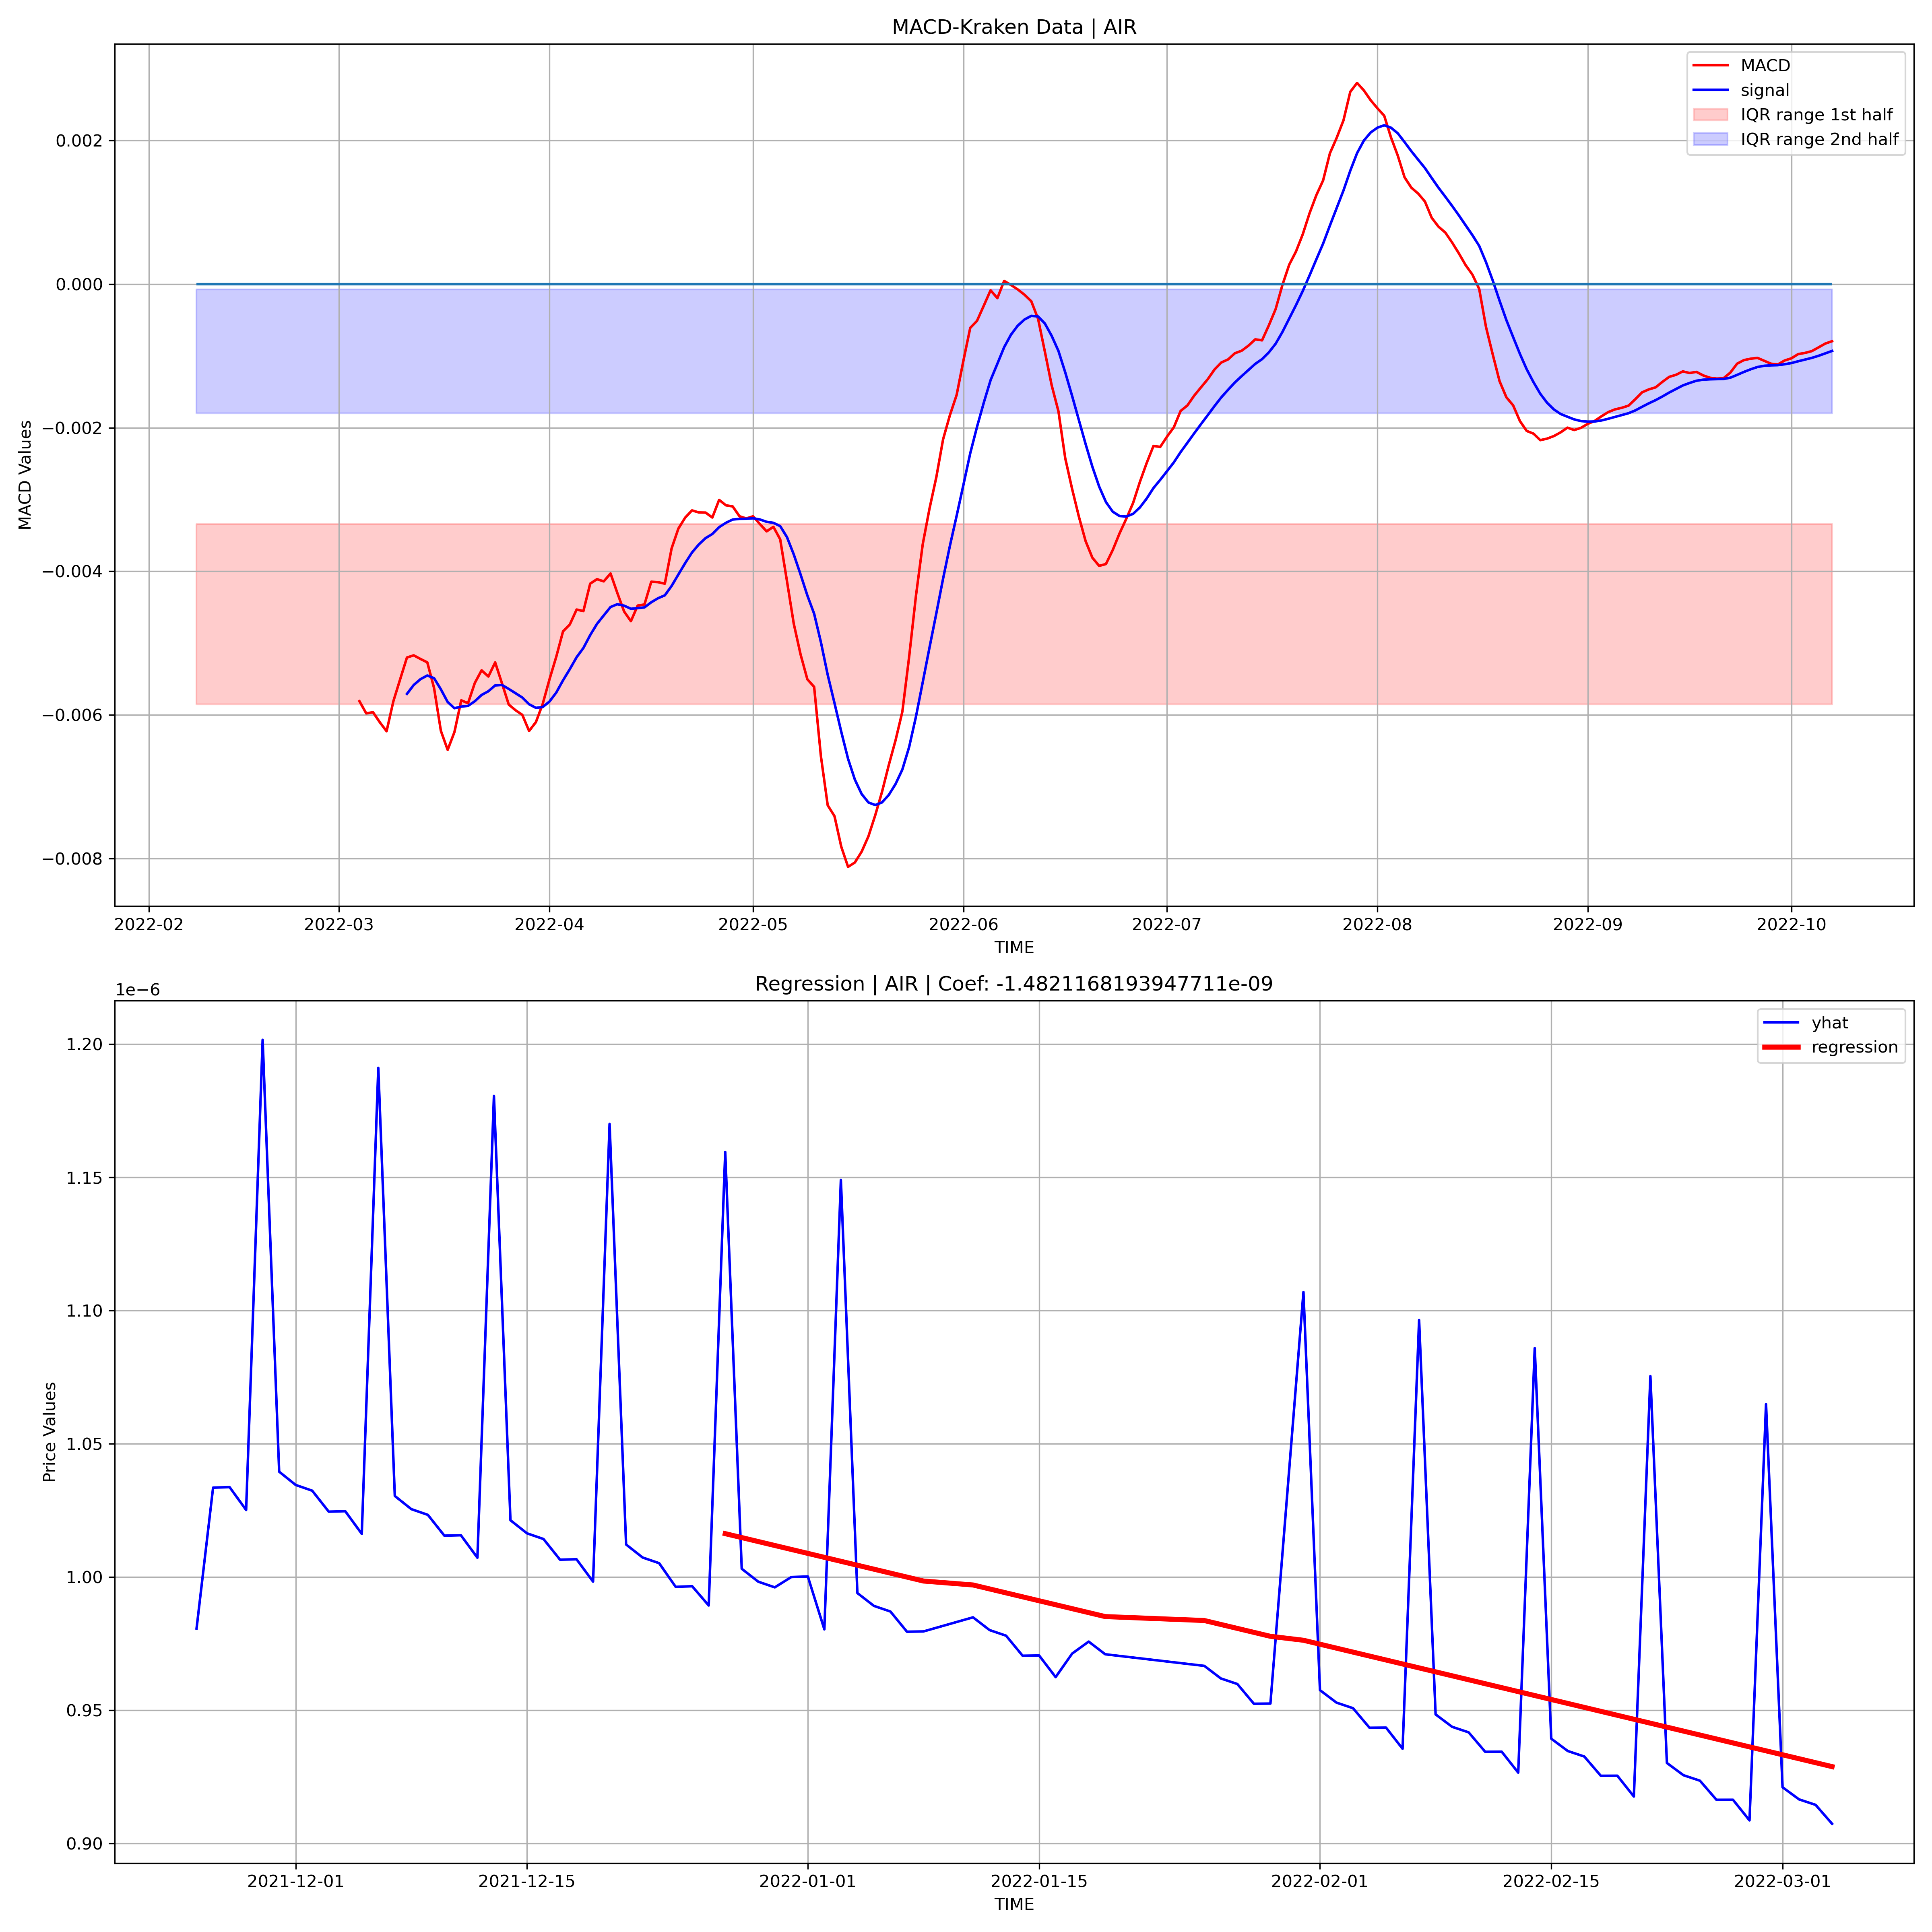 MACD-Kraken Data | AIR
MACD
signal
IQR range 1st half
IQR range 2nd half
0.002
0.000
−0.002
−0.004
−0.006
−0.008
MACD Values
2022-02 2022-03 2022-04 2022-05 2022-06 2022-07 2022-08 2022-09 2022-10
TIME
Regression | AIR | Coef: -1.4821168193947711e-09
1e−6
yhat
regression
1.20
1.15
1.10
1.05
1.00
0.95
0.90
Price Values
2021-12-01 2021-12-15 2022-01-01 2022-01-15 2022-02-01 2022-02-15 2022-03-01
TIME